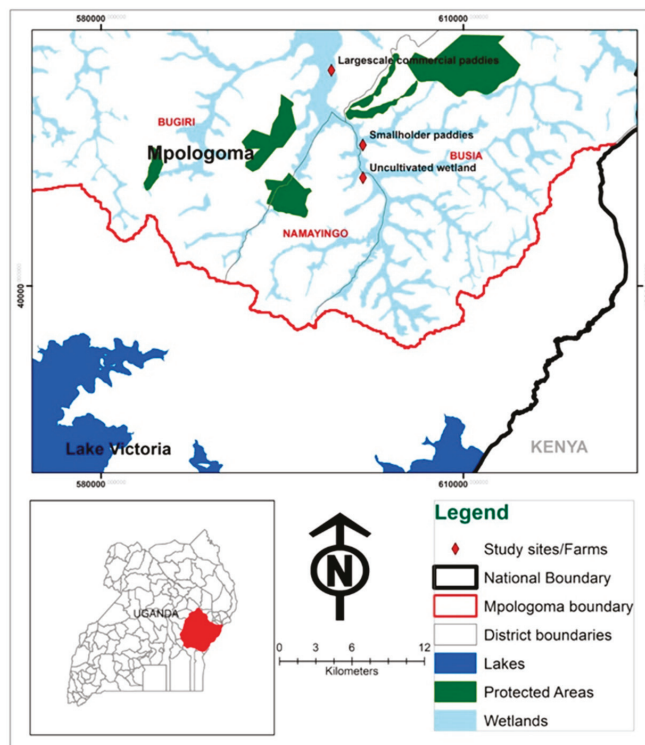 580000
610000
Largescale commercial paddies
BUGIRI
Mpologoma
Smallholder paddies
BUSIA
Uncultivated wetland
NAMAYINGO
40000
Lake Victoria
KENYA
580000
610000
UGANDA
N
0 3 6 12
Kilometers
Legend
Study sites/Farms
National Boundary
Mpologoma boundary
District boundaries
Lakes
Protected Areas
Wetlands